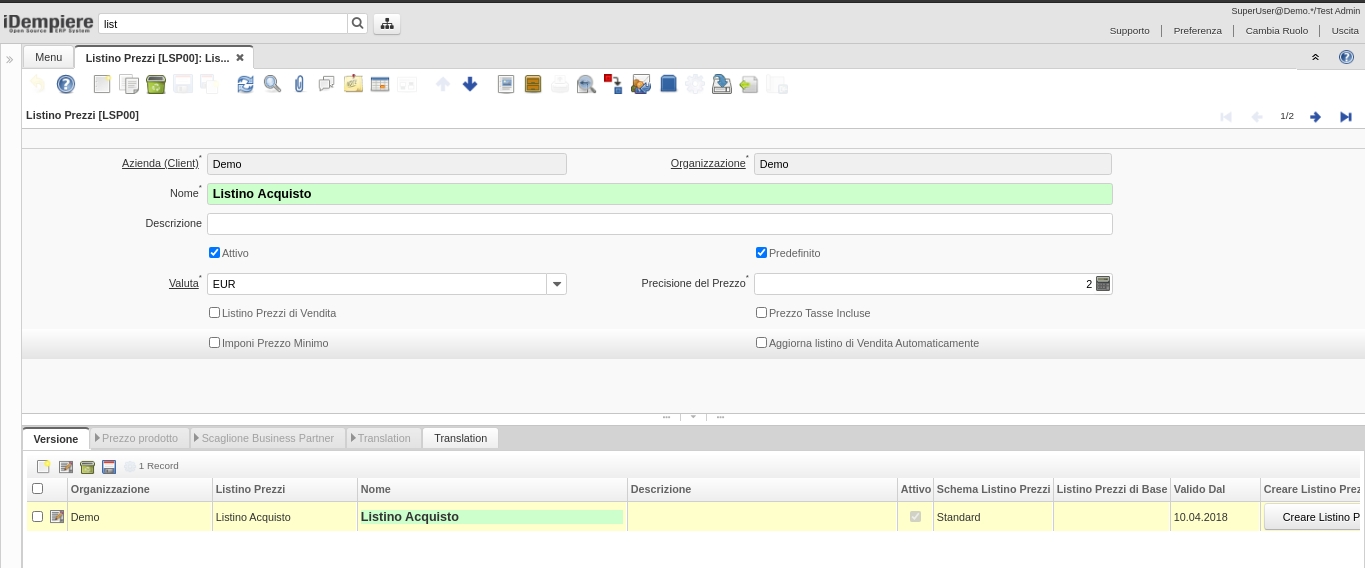 SuperUser@Demo.*/Test Admin
iDempiere
Open Source ERP System
list
Supporto Preferenza Cambia Ruolo Uscita
Menu
Listino Prezzi [LSP00]: Lis...
Listino Prezzi [LSP00]
1/2
Azienda (Client)* Demo
Organizzazione* Demo
Nome* Listino Acquisto
Descrizione
Attivo
Predefinito
Valuta* EUR
Precisione del Prezzo* 2
Listino Prezzi di Vendita
Prezzo Tasse Incluse
Imponi Prezzo Minimo
Aggiorna listino di Vendita Automaticamente
Versione Prezzo prodotto Scaglione Business Partner Translation Translation
1 Record
Organizzazione Listino Prezzi Nome Descrizione Attivo Schema Listino Prezzi Listino Prezzi di Base Valido Dal Creare Listino Prez
Demo Listino Acquisto Listino Acquisto Standard 10.04.2018 Creare Listino P